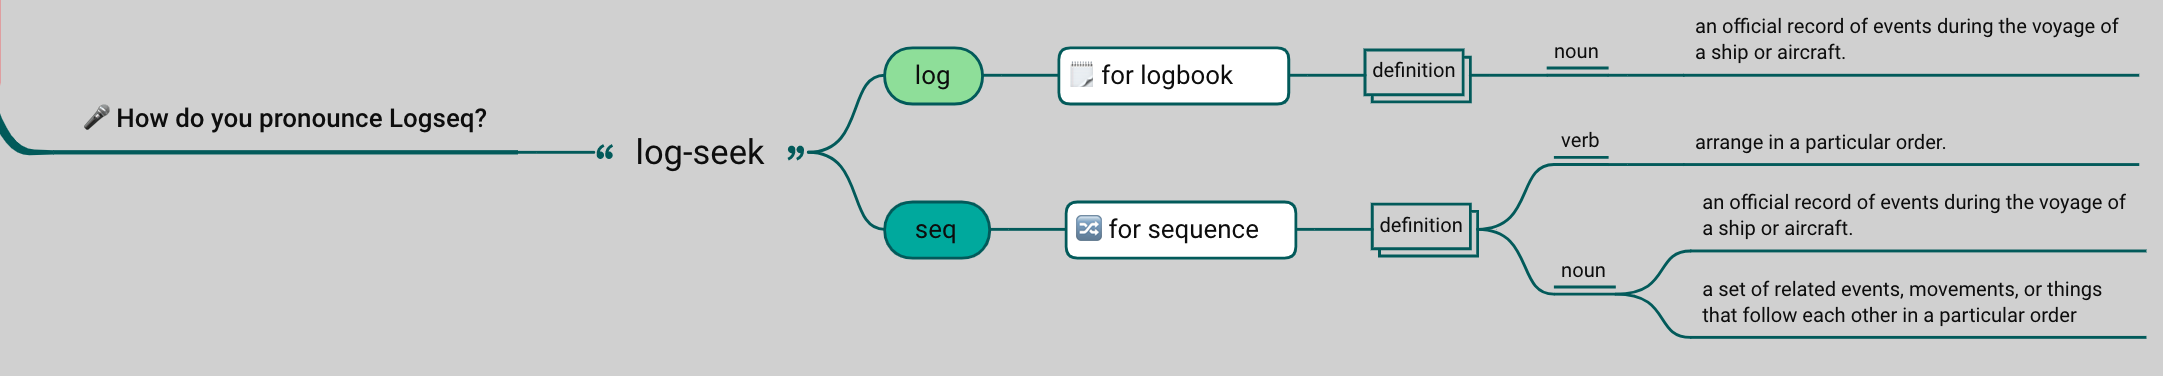 🎤 How do you pronounce Logseq?
“ log-seek ”
log
🗒️ for logbook
definition
noun
an official record of events during the voyage of
a ship or aircraft.
seq
🔀 for sequence
definition
verb
arrange in a particular order.
noun
an official record of events during the voyage of
a ship or aircraft.
a set of related events, movements, or things
that follow each other in a particular order